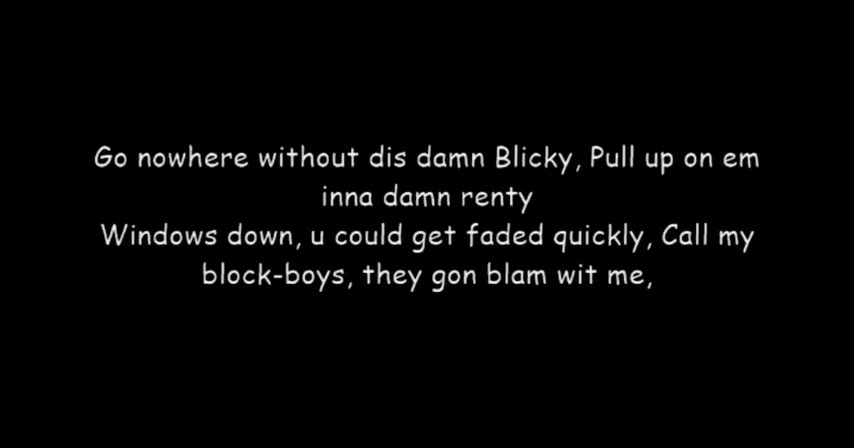 Go nowhere without dis damn Blicky, Pull up on em
inna damn renty
Windows down, u could get faded quickly, Call my
block-boys, they gon blam wit me,